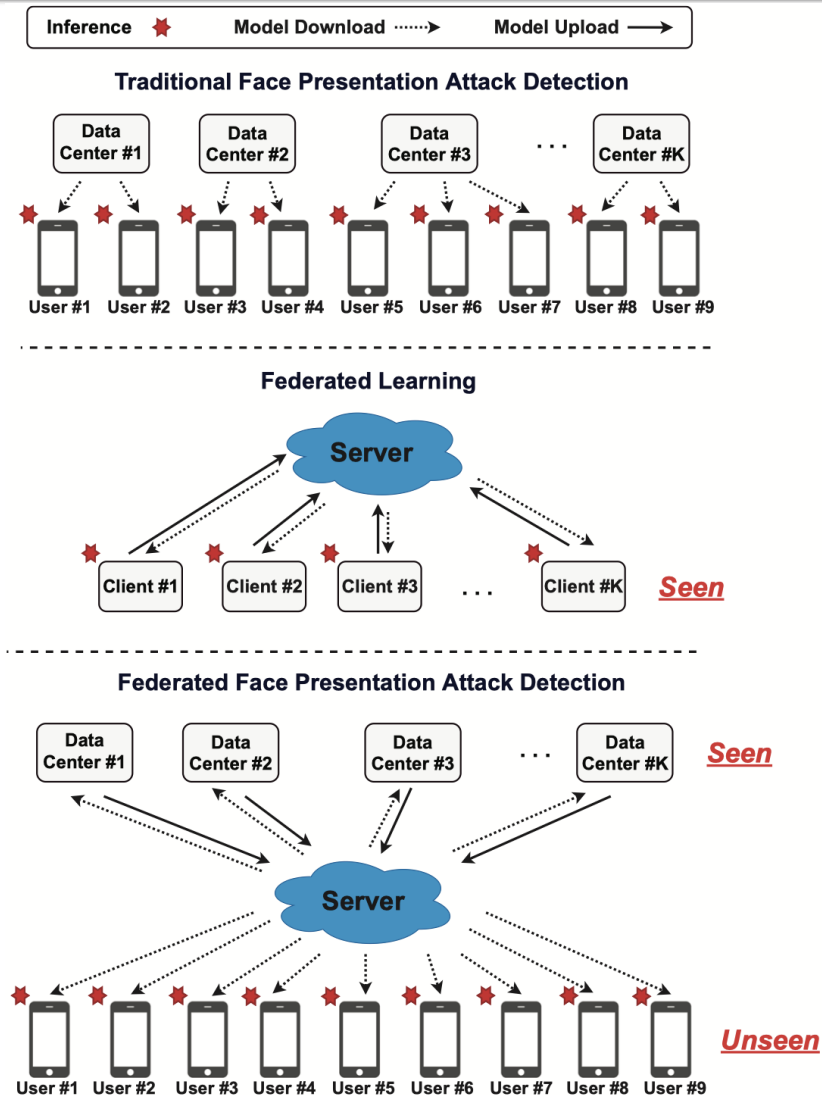 Inference Model Download Model Upload
Traditional Face Presentation Attack Detection
Data Center #1
Data Center #2
Data Center #3
. . .
Data Center #K
User #1 User #2 User #3 User #4 User #5 User #6 User #7 User #8 User #9
Federated Learning
Server
Client #1 Client #2 Client #3 . . . Client #K Seen
Federated Face Presentation Attack Detection
Data Center #1
Data Center #2
Data Center #3
. . .
Data Center #K
Seen
Server
Unseen
User #1 User #2 User #3 User #4 User #5 User #6 User #7 User #8 User #9